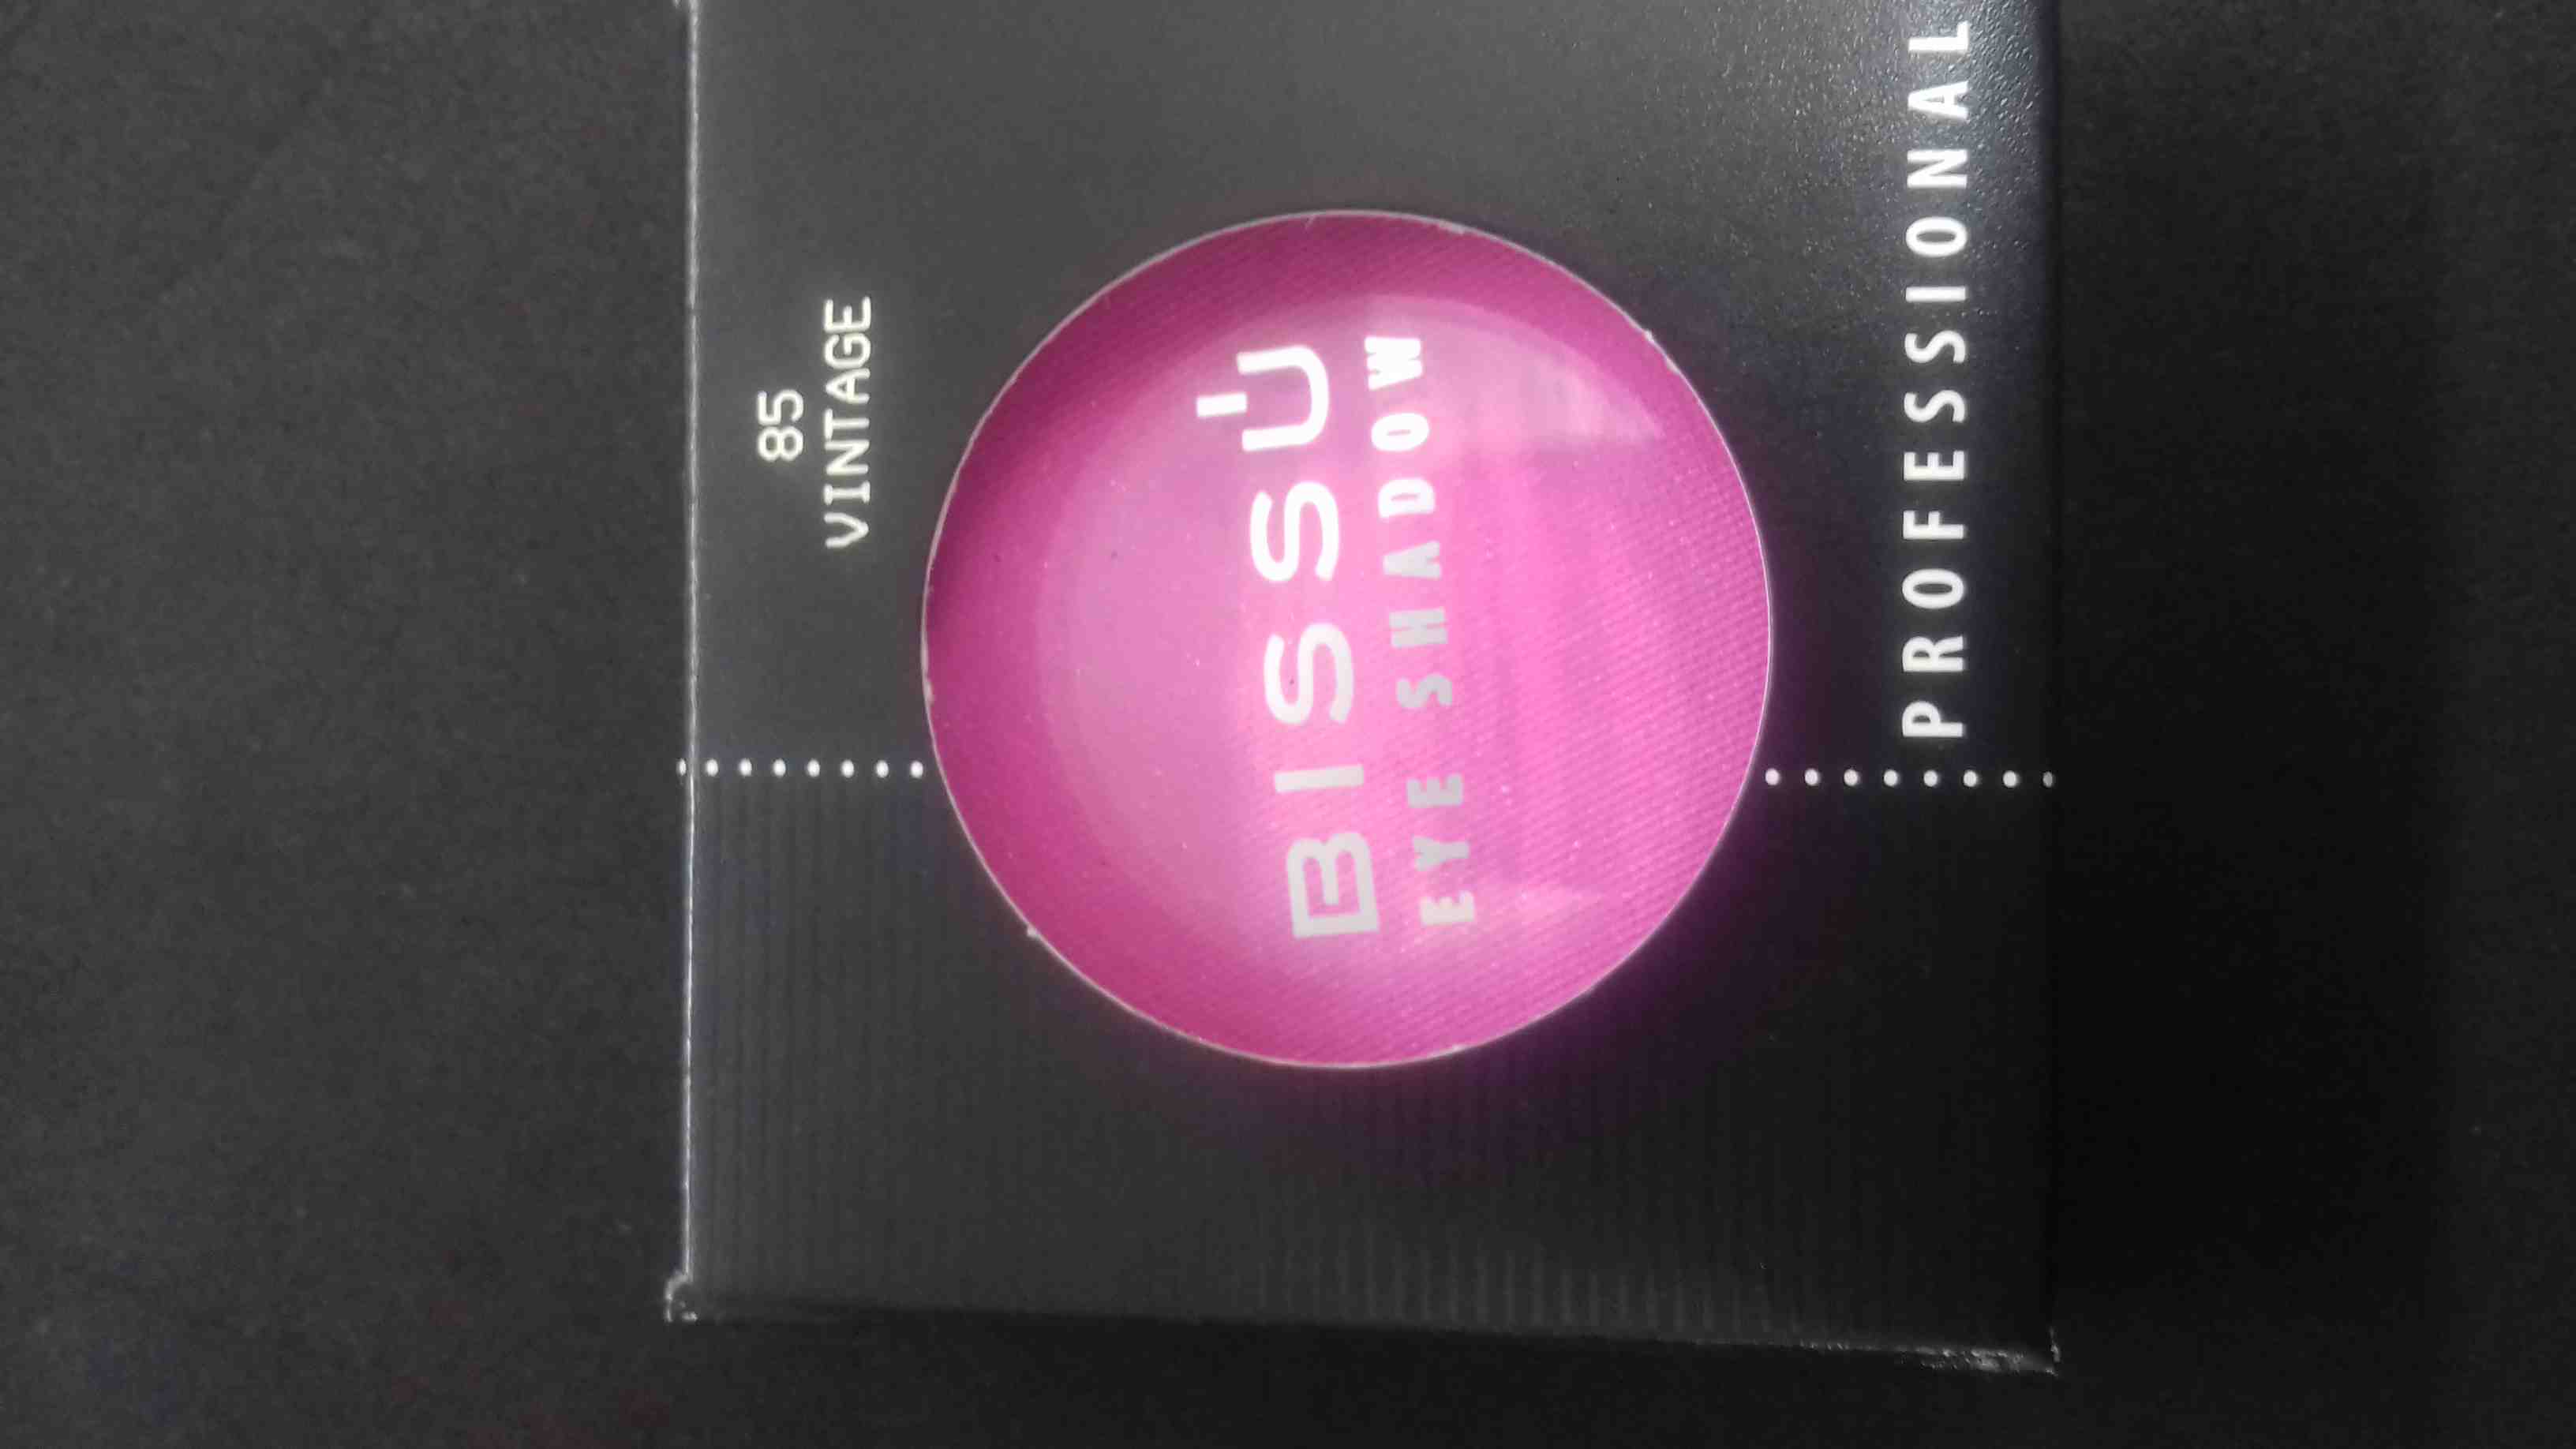 85
VINTAGE
BISSÚ
EYE SHADOW
PROFESSIONAL